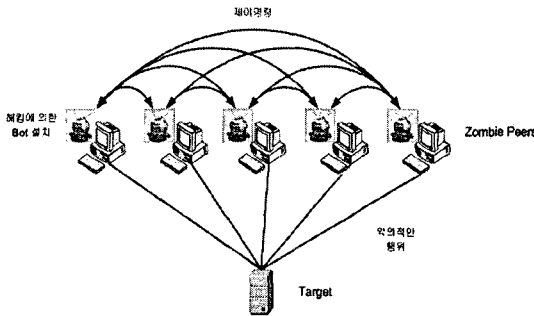 제어명령
해킹에 의한
Bot 설치
Zombie Peers
악의적인
행위
Target